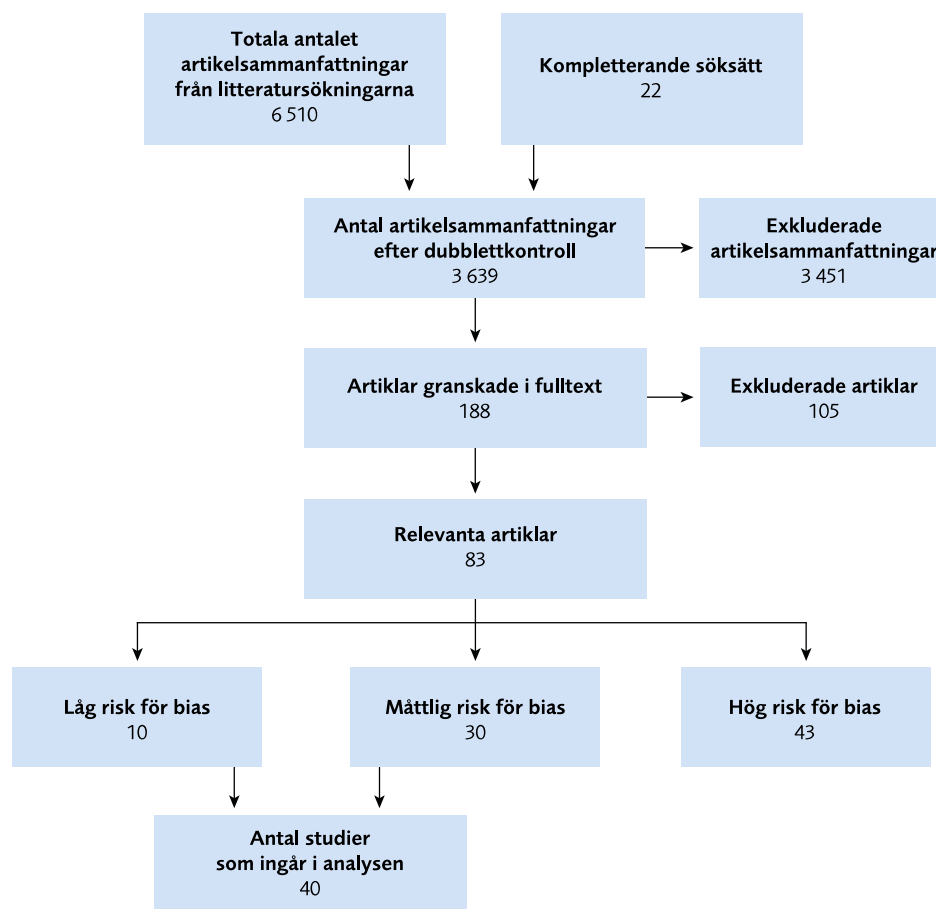 Totala antalet
artikelsammanfattningar
från litteratursökningarna
6 510
Kompletterande söksätt
22
Antal artikelsammanfattningar
efter dubblettkontroll
3 639
Exkluderade
artikelsammanfattningar
3 451
Artiklar granskade i fulltext
188
Exkluderade artiklar
105
Relevanta artiklar
83
Låg risk för bias
10
Måttlig risk för bias
30
Hög risk för bias
43
Antal studier
som ingår i analysen
40